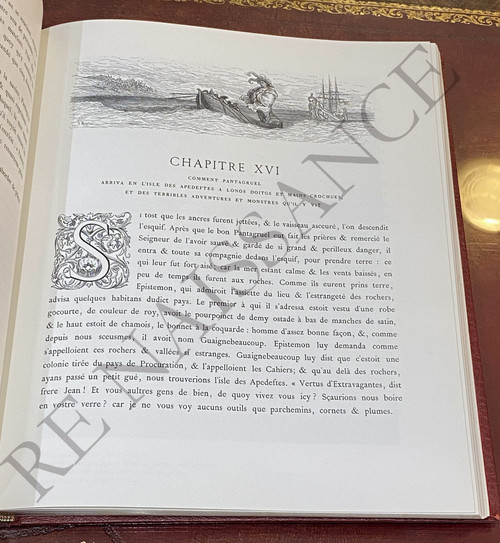 CHAPITRE XVI
COMMENT PANTAGRUEL
ARRIVA EN L'ISLE DES APEDEFTES A LONGS DOITGS ET MAINS CROCHUES,
ET DES TERRIBLES ADVENTURES ET MONSTRES QU'IL Y VIT
Si tost que les ancres furent jettées, & le vaisseau asceuré, l'on descendit
l'esquif. Après que le bon Pantagruel eut fait les prières & remercié le
Seigneur de l'avoir sauvé & gardé de si grand & perilleux danger, il
entra & toute sa compagnie dedans l'esquif, pour prendre terre : ce
qui leur fut fort aisé, car la mer estant calme & les vents baissés, en
peu de temps ils furent aux roches. Comme ils eurent prins terre,
Epistemon, qui admiroit l'assiette du lieu & l'estrangeté des rochers,
advisa quelques habitans dudict pays. Le premier à qui il s'adressa estoit vestu d'une robe
gocourte, de couleur de roy, avoit le pourpoinct de demy ostade à bas de manches de satin,
& le haut estoit de chamois, le bonnet à la coquarde : homme d'assez bonne façon, &, comme
depuis nous sceusmes, il avoit nom Guaignebeaucoup. Epistemon luy demanda comme
s'appelloient ces rochers & vallées si estranges. Guaignebeaucoup luy dist que c'estoit une
colonie tirée du pays de Procuration, & l'appelloient les Cahiers; & qu'au delà des rochers,
ayans passé un petit gué, nous trouverions l'isle des Apedeftes. « Vertus d'Extravagantes, dist
frere Jean ! Et vous aultres gens de bien, de quoy vivez vous icy ? Sçaurions nous boire
en vostre verre ? car je ne vous voy aucuns outils que parchemins, cornets & plumes.
RENAISSANCE